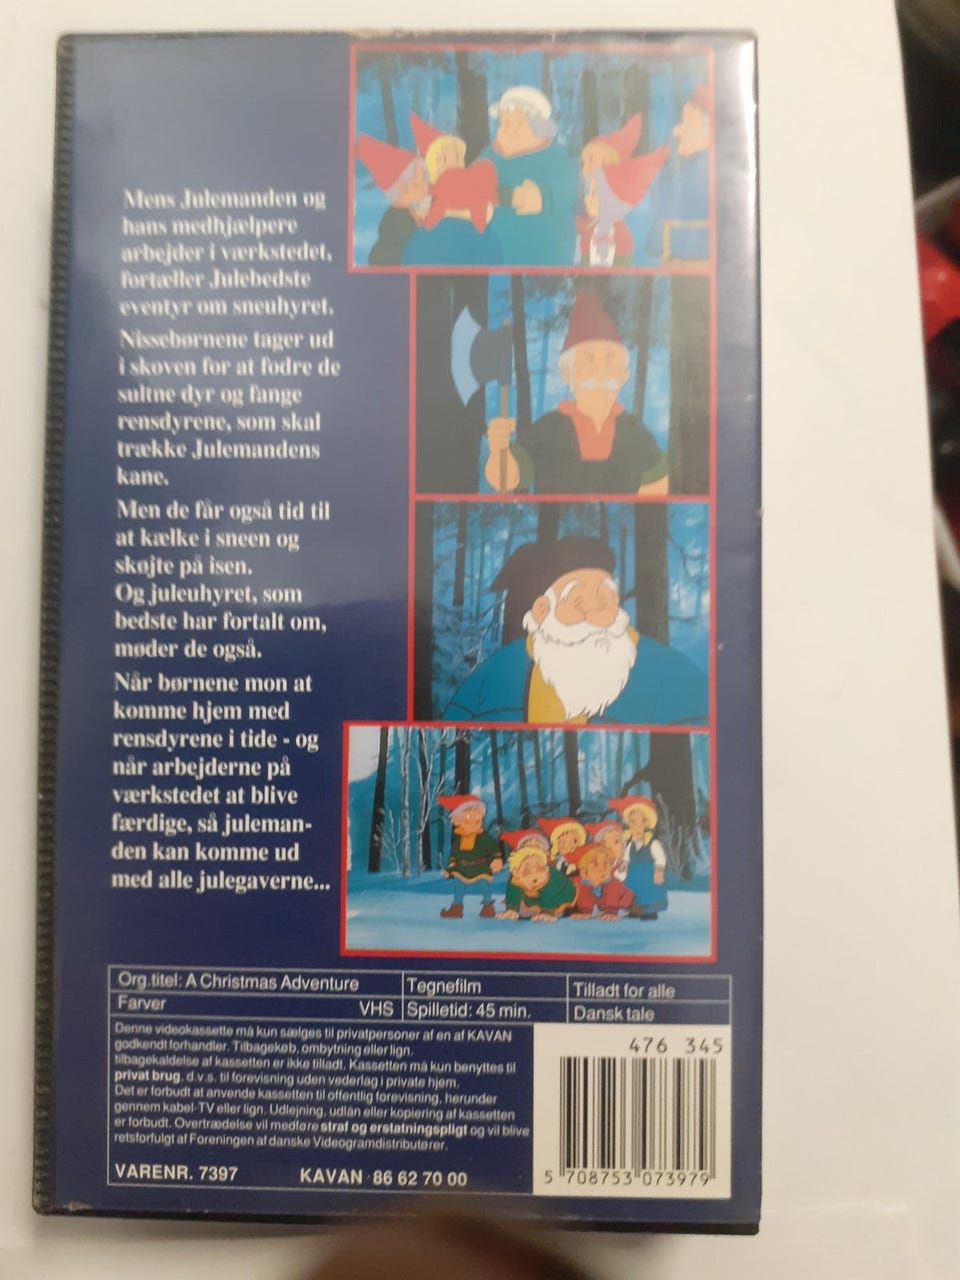 Mens Julemanden og
hans medhjælpere
arbejder i værkstedet,
fortæller Julebedste
eventyr om sneuhyret.
Nissebørnene tager ud
i skoven for at fodre de
sultne dyr og fange
rensdyrene, som skal
trække Julemandens
kane.
Men de får også tid til
at kælke i sneen og
skøjte på isen.
Og juleuhyret, som
bedste har fortalt om,
møder de også.
Når børnene mon at
komme hjem med
rensdyrene i tide - og
når arbejderne på
værkstedet at blive
færdige, så juleman-
den kan komme ud
med alle julegaverne...
Org.titel: A Christmas Adventure Tegnefilm Tilladt for alle
Farver VHS Spilletid: 45 min. Dansk tale
Denne videokassette må kun sælges til privatpersoner af en af KAVAN
godkendt forhandler. Tilbagekøb, ombytning eller lign.
tilbagekaldelse af kassetten er ikke tilladt. Kassetten må kun benyttes til
privat brug, d.v.s. til forevisning uden vederlag i private hjem.
Det er forbudt at anvende kassetten til offentlig forevisning, herunder
gennem kabel-TV eller lign. Udlejning, udlån eller kopiering af kassetten
er forbudt. Overtrædelse vil medføre straf og erstatningspligt og vil blive
retsforfulgt af Foreningen af danske Videogramdistributører.
VARENR. 7397 KAVAN · 86 62 70 00
476 345
5 708753 073979